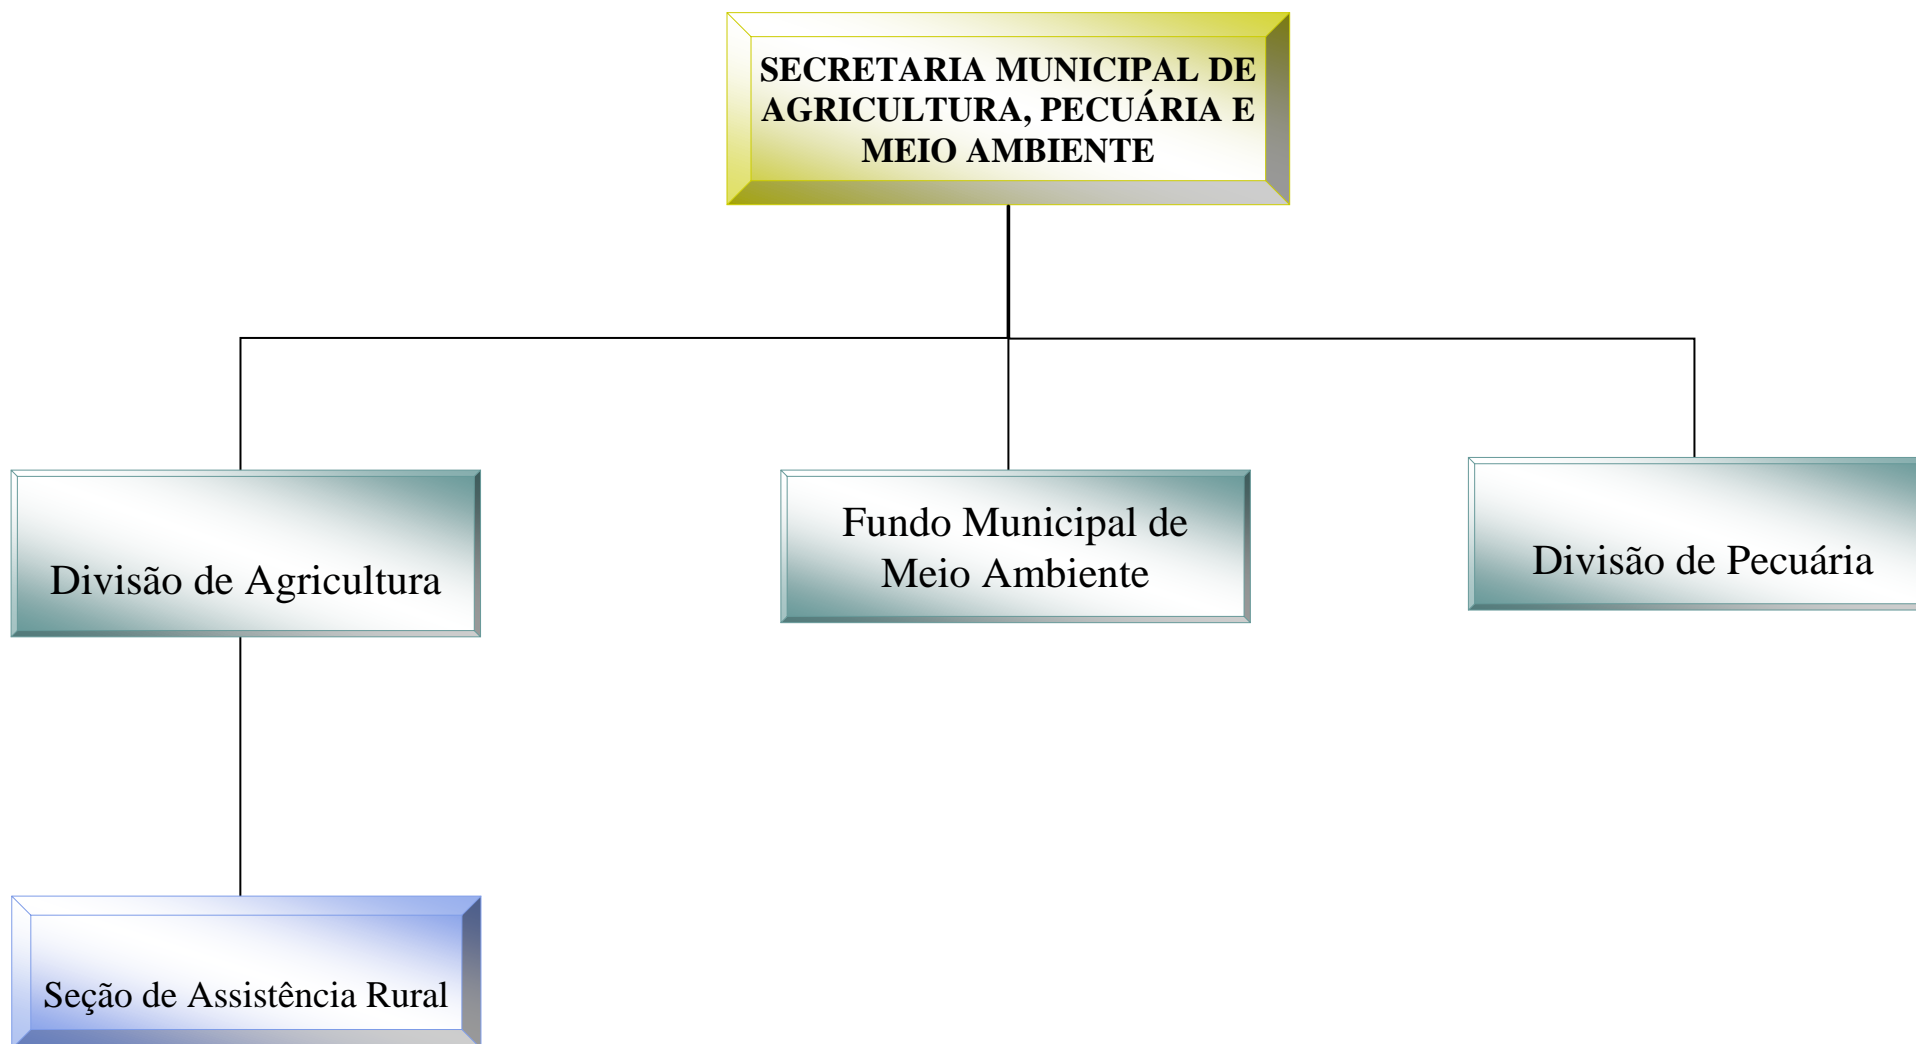 SECRETARIA MUNICIPAL DE
AGRICULTURA, PECUÁRIA E
MEIO AMBIENTE
Divisão de Agricultura
Fundo Municipal de
Meio Ambiente
Divisão de Pecuária
Seção de Assistência Rural